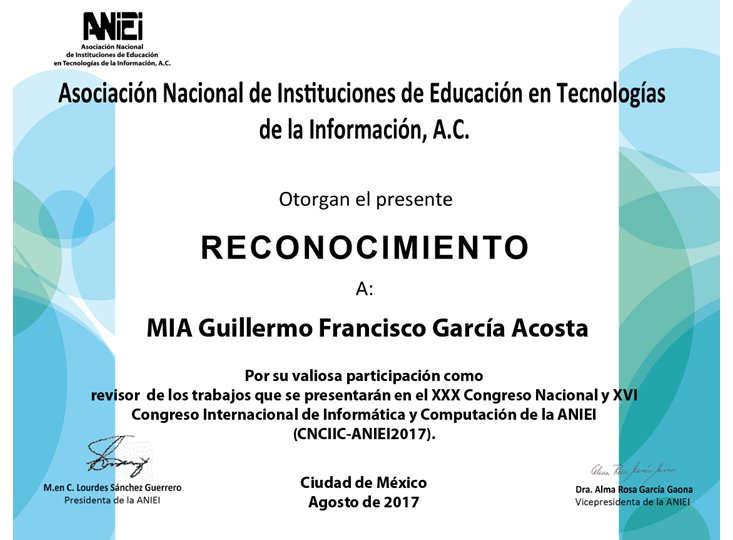 ANIEI
Asociación Nacional
de Instituciones de Educación
en Tecnologías de la Información, A.C.
Asociación Nacional de Instituciones de Educación en Tecnologías
de la Información, A.C.
Otorgan el presente
RECONOCIMIENTO
A:
MIA Guillermo Francisco García Acosta
Por su valiosa participación como
revisor de los trabajos que se presentarán en el XXX Congreso Nacional y XVI
Congreso Internacional de Informática y Computación de la ANIEI
(CNCIIC-ANIEI2017).
M.en C. Lourdes Sánchez Guerrero
Presidenta de la ANIEI
Ciudad de México
Agosto de 2017
Alma Rosa García Gaona
Dra. Alma Rosa García Gaona
Vicepresidenta de la ANIEI